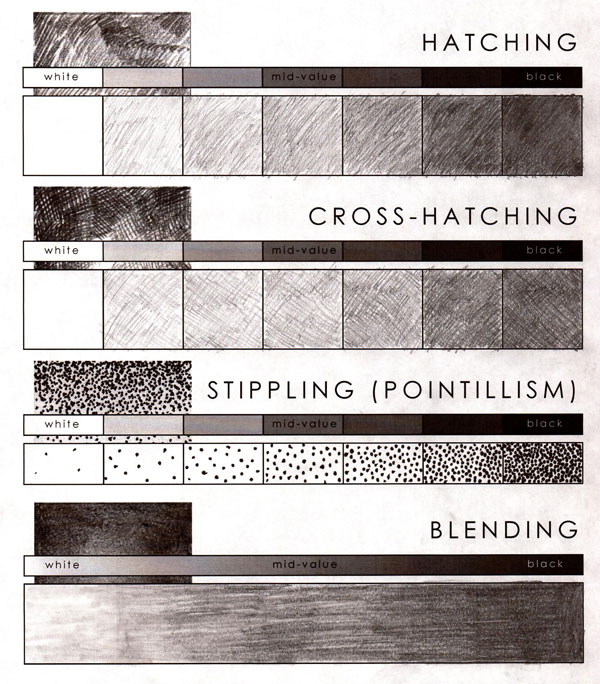 HATCHING
white mid-value black
CROSS-HATCHING
white mid-value black
STIPPLING (POINTILLISM)
white mid-value black
BLENDING
white mid-value black